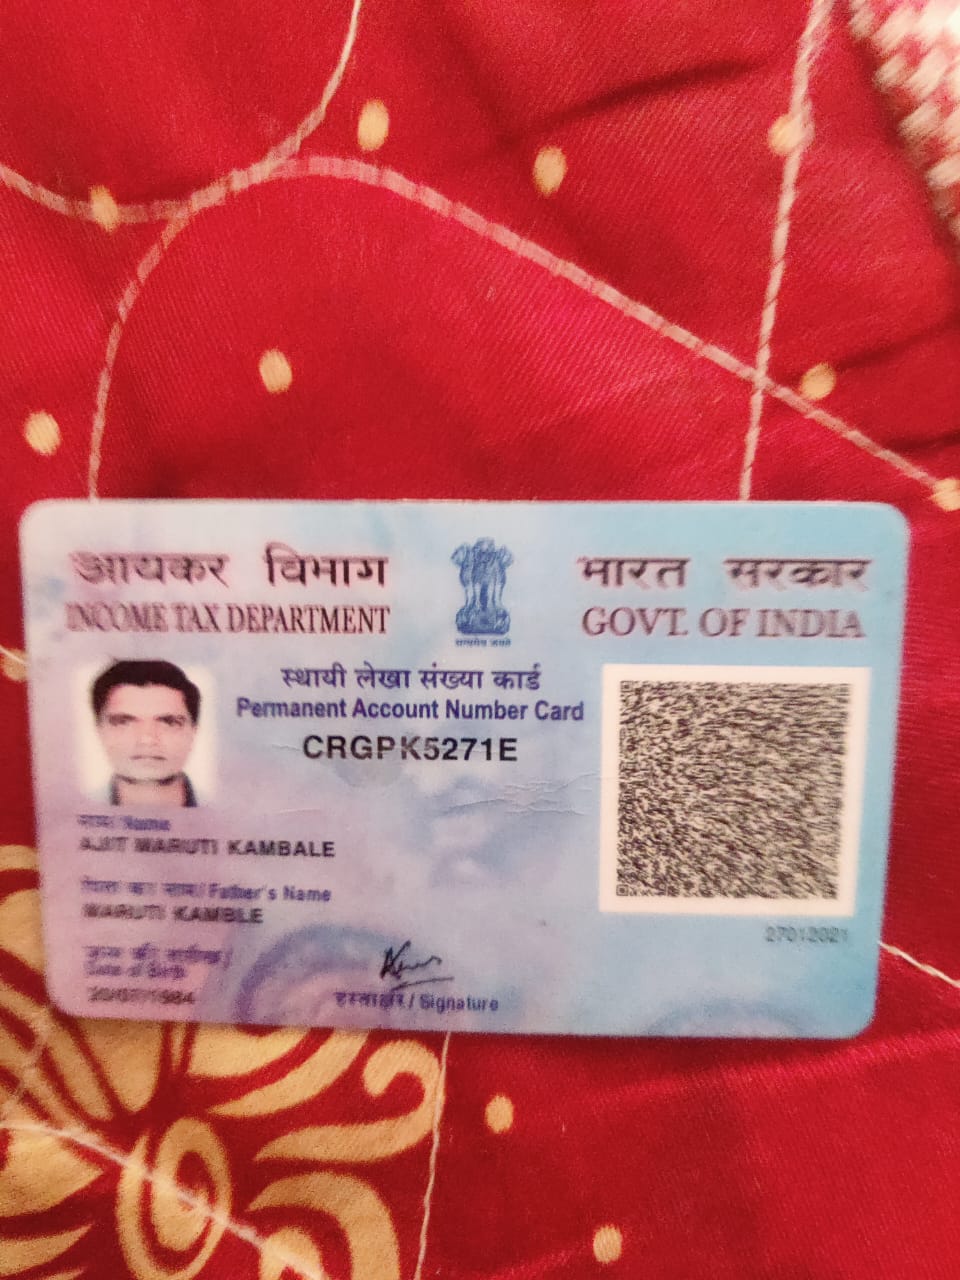 आयकर विभाग
INCOME TAX DEPARTMENT
सत्यमेव जयते
भारत सरकार
GOVT. OF INDIA
स्थायी लेखा संख्या कार्ड
Permanent Account Number Card
CRGPK5271E
नाम / Name
AJIT MARUTI KAMBALE
पिता का नाम / Father's Name
MARUTI KAMBLE
जन्म की तारीख /
Date of Birth
20/07/1984
हस्ताक्षर / Signature
27012021